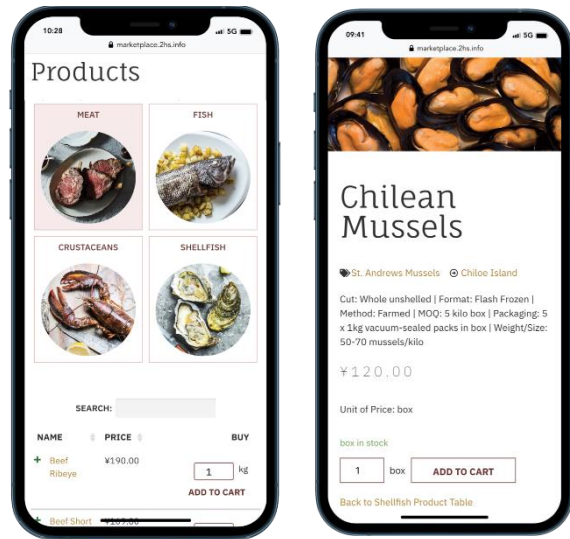 10:28
5G
marketplace.2hs.info
Products
MEAT
FISH
CRUSTACEANS
SHELLFISH
SEARCH:
NAME PRICE BUY
+ Beef Ribeye ¥190.00 1 kg
ADD TO CART
Beef Short ¥169.00
09:41
5G
marketplace.2hs.info
Chilean
Mussels
St. Andrews Mussels Chiloe Island
Cut: Whole unshelled | Format: Flash Frozen |
Method: Farmed | MOQ: 5 kilo box | Packaging: 5
x 1kg vacuum-sealed packs in box | Weight/Size:
50-70 mussels/kilo
¥120.00
Unit of Price: box
box in stock
1 box ADD TO CART
Back to Shellfish Product Table